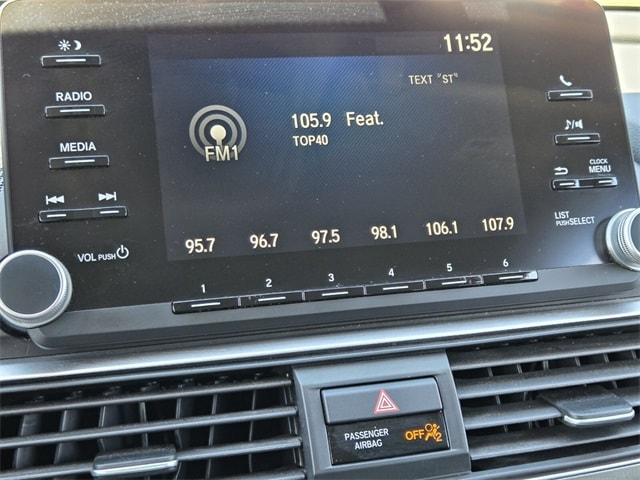 11:52
TEXT "ST"
RADIO
MEDIA
VOL PUSH
FM1
105.9 Feat.
TOP40
95.7 96.7 97.5 98.1 106.1 107.9
1 2 3 4 5 6
CLOCK
MENU
LIST
PUSH SELECT
PASSENGER
AIRBAG
OFF 2